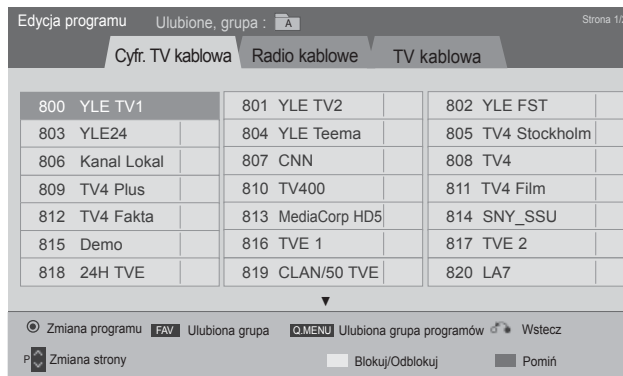 Edycja programu Ulubione, grupa : A Strona 1/2
Cyfr. TV kablowa Radio kablowe TV kablowa
800 YLE TV1 801 YLE TV2 802 YLE FST
803 YLE24 804 YLE Teema 805 TV4 Stockholm
806 Kanal Lokal 807 CNN 808 TV4
809 TV4 Plus 810 TV400 811 TV4 Film
812 TV4 Fakta 813 MediaCorp HD5 814 SNY_SSU
815 Demo 816 TVE 1 817 TVE 2
818 24H TVE 819 CLAN/50 TVE 820 LA7
Zmiana programu FAV Ulubiona grupa Q.MENU Ulubiona grupa programów Wstecz
P Zmiana strony Blokuj/Odblokuj Pomiń